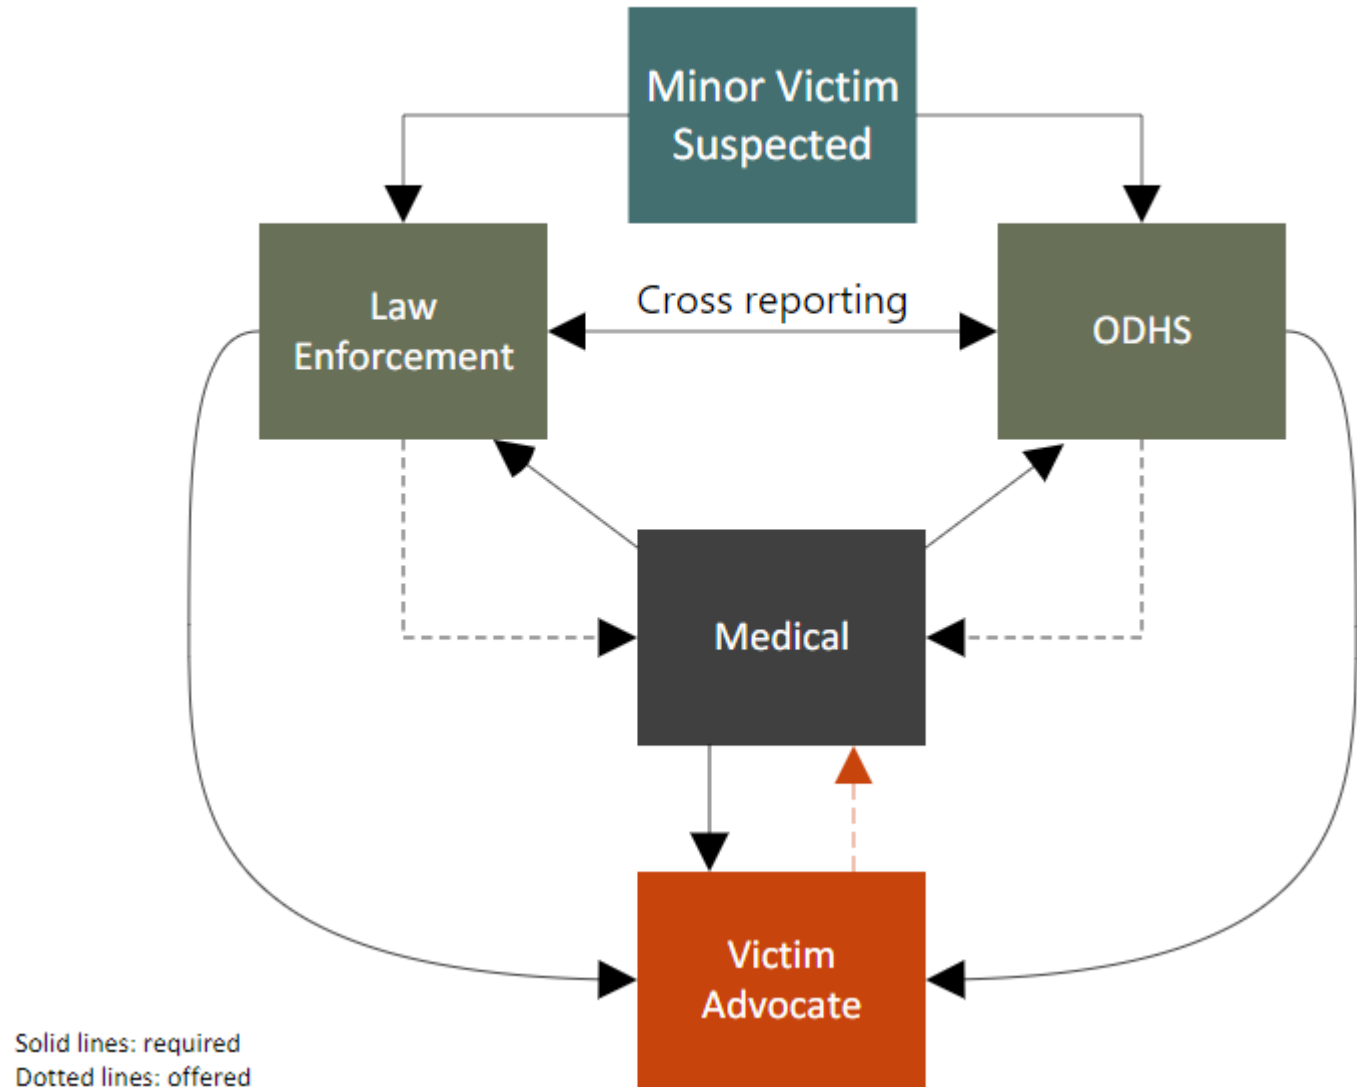 Minor Victim
Suspected
Law
Enforcement
Cross reporting
ODHS
Medical
Victim
Advocate
Solid lines: required
Dotted lines: offered